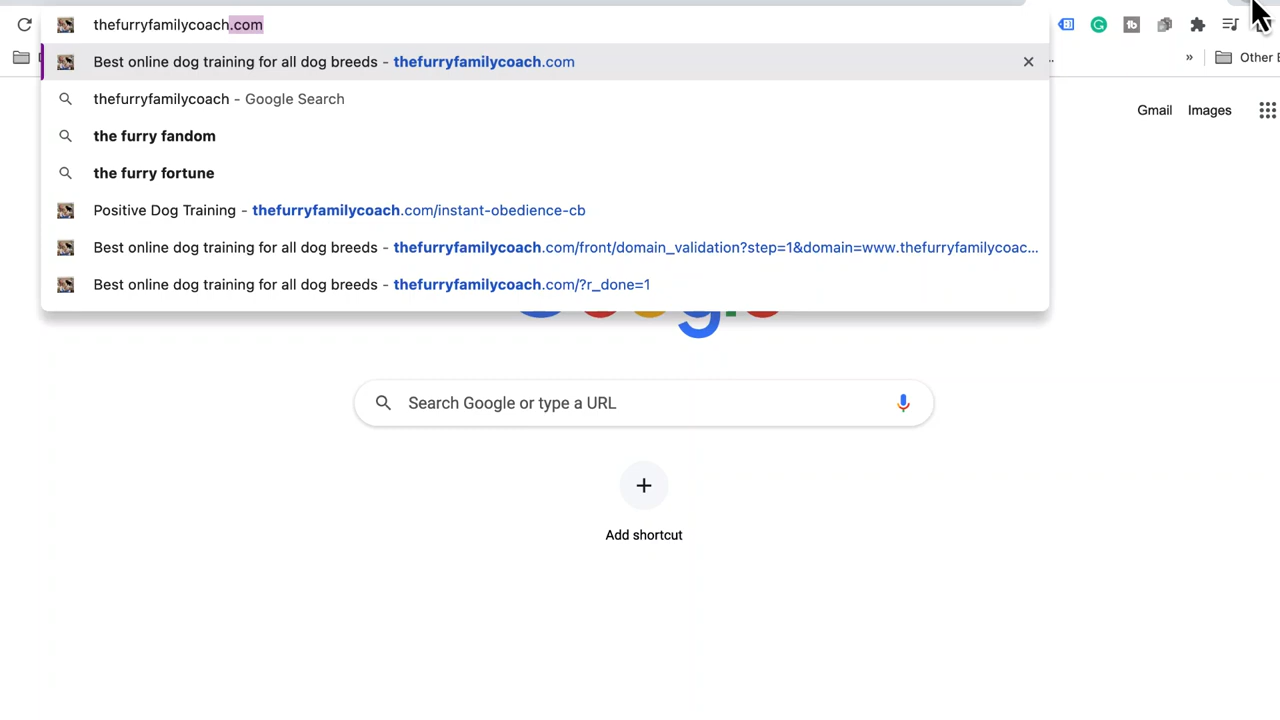 thefurryfamilycoach.com
Best online dog training for all dog breeds - thefurryfamilycoach.com
thefurryfamilycoach - Google Search
the furry fandom
the furry fortune
Positive Dog Training - thefurryfamilycoach.com/instant-obedience-cb
Best online dog training for all dog breeds - thefurryfamilycoach.com/front/domain_validation?step=1&domain=www.thefurryfamilycoac...
Best online dog training for all dog breeds - thefurryfamilycoach.com/?r_done=1
» Other
Gmail Images
Search Google or type a URL
Add shortcut